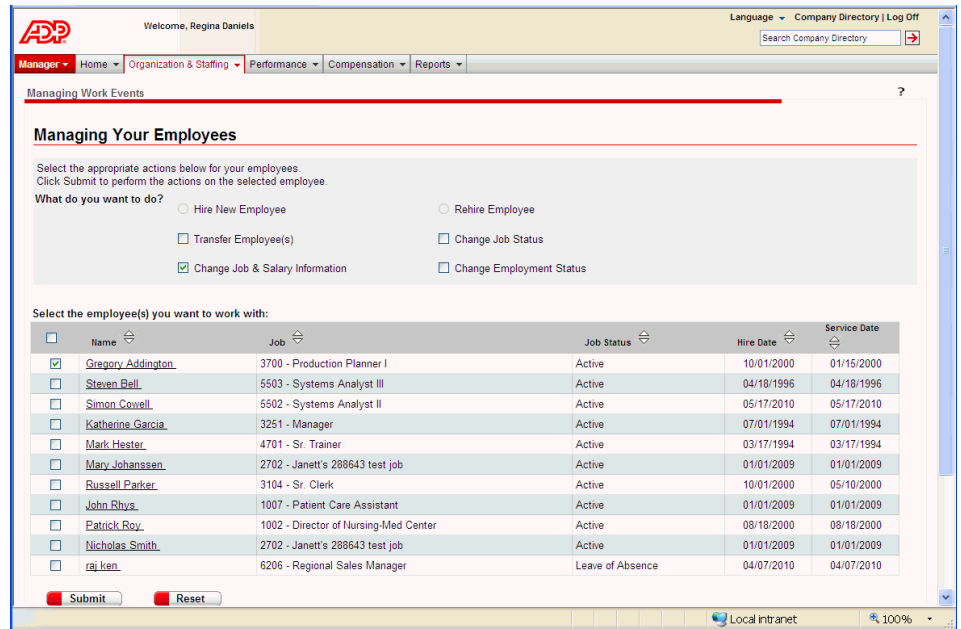 Language Company Directory | Log Off
ADP
Welcome, Regina Daniels
Search Company Directory
Manager Home Organization & Staffing Performance Compensation Reports
Managing Work Events ?
Managing Your Employees
Select the appropriate actions below for your employees.
Click Submit to perform the actions on the selected employee.
What do you want to do?
Hire New Employee Rehire Employee
Transfer Employee(s) Change Job Status
Change Job & Salary Information Change Employment Status
Select the employee(s) you want to work with:
Name Job Job Status Hire Date Service Date
Gregory Addington 3700 - Production Planner I Active 10/01/2000 01/15/2000
Steven Bell 5503 - Systems Analyst III Active 04/18/1996 04/18/1996
Simon Cowell 5502 - Systems Analyst II Active 05/17/2010 05/17/2010
Katherine Garcia 3251 - Manager Active 07/01/1994 07/01/1994
Mark Hester 4701 - Sr. Trainer Active 03/17/1994 03/17/1994
Mary Johanssen 2702 - Janett's 288643 test job Active 01/01/2009 01/01/2009
Russell Parker 3104 - Sr. Clerk Active 10/01/2000 05/10/2000
John Rhys 1007 - Patient Care Assistant Active 01/01/2009 01/01/2009
Patrick Roy 1002 - Director of Nursing-Med Center Active 08/18/2000 08/18/2000
Nicholas Smith 2702 - Janett's 288643 test job Active 01/01/2009 01/01/2009
raj ken 6206 - Regional Sales Manager Leave of Absence 04/07/2010 04/07/2010
Submit Reset
Local intranet 100%